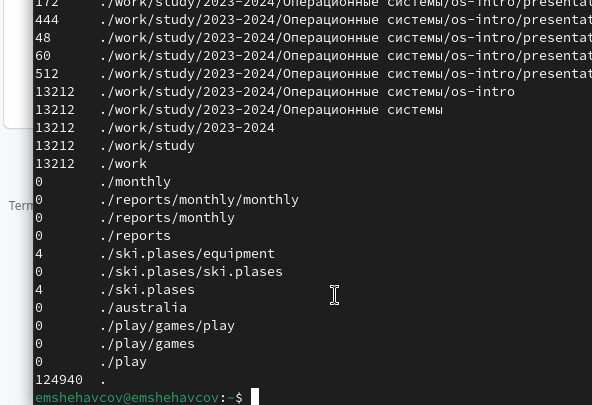 172 ./work/study/2023-2024/Операционные системы/os-intro/presentat
444 ./work/study/2023-2024/Операционные системы/os-intro/presentat
48 ./work/study/2023-2024/Операционные системы/os-intro/presentat
60 ./work/study/2023-2024/Операционные системы/os-intro/presentat
512 ./work/study/2023-2024/Операционные системы/os-intro/presentat
13212 ./work/study/2023-2024/Операционные системы/os-intro
13212 ./work/study/2023-2024/Операционные системы
13212 ./work/study/2023-2024
13212 ./work/study
13212 ./work
0 ./monthly
Term
0 ./reports/monthly/monthly
0 ./reports/monthly
0 ./reports
4 ./ski.plases/equipment
0 ./ski.plases/ski.plases
4 ./ski.plases
0 ./australia
0 ./play/games/play
0 ./play/games
0 ./play
124940 .
emshehavcov@emshehavcov:~$